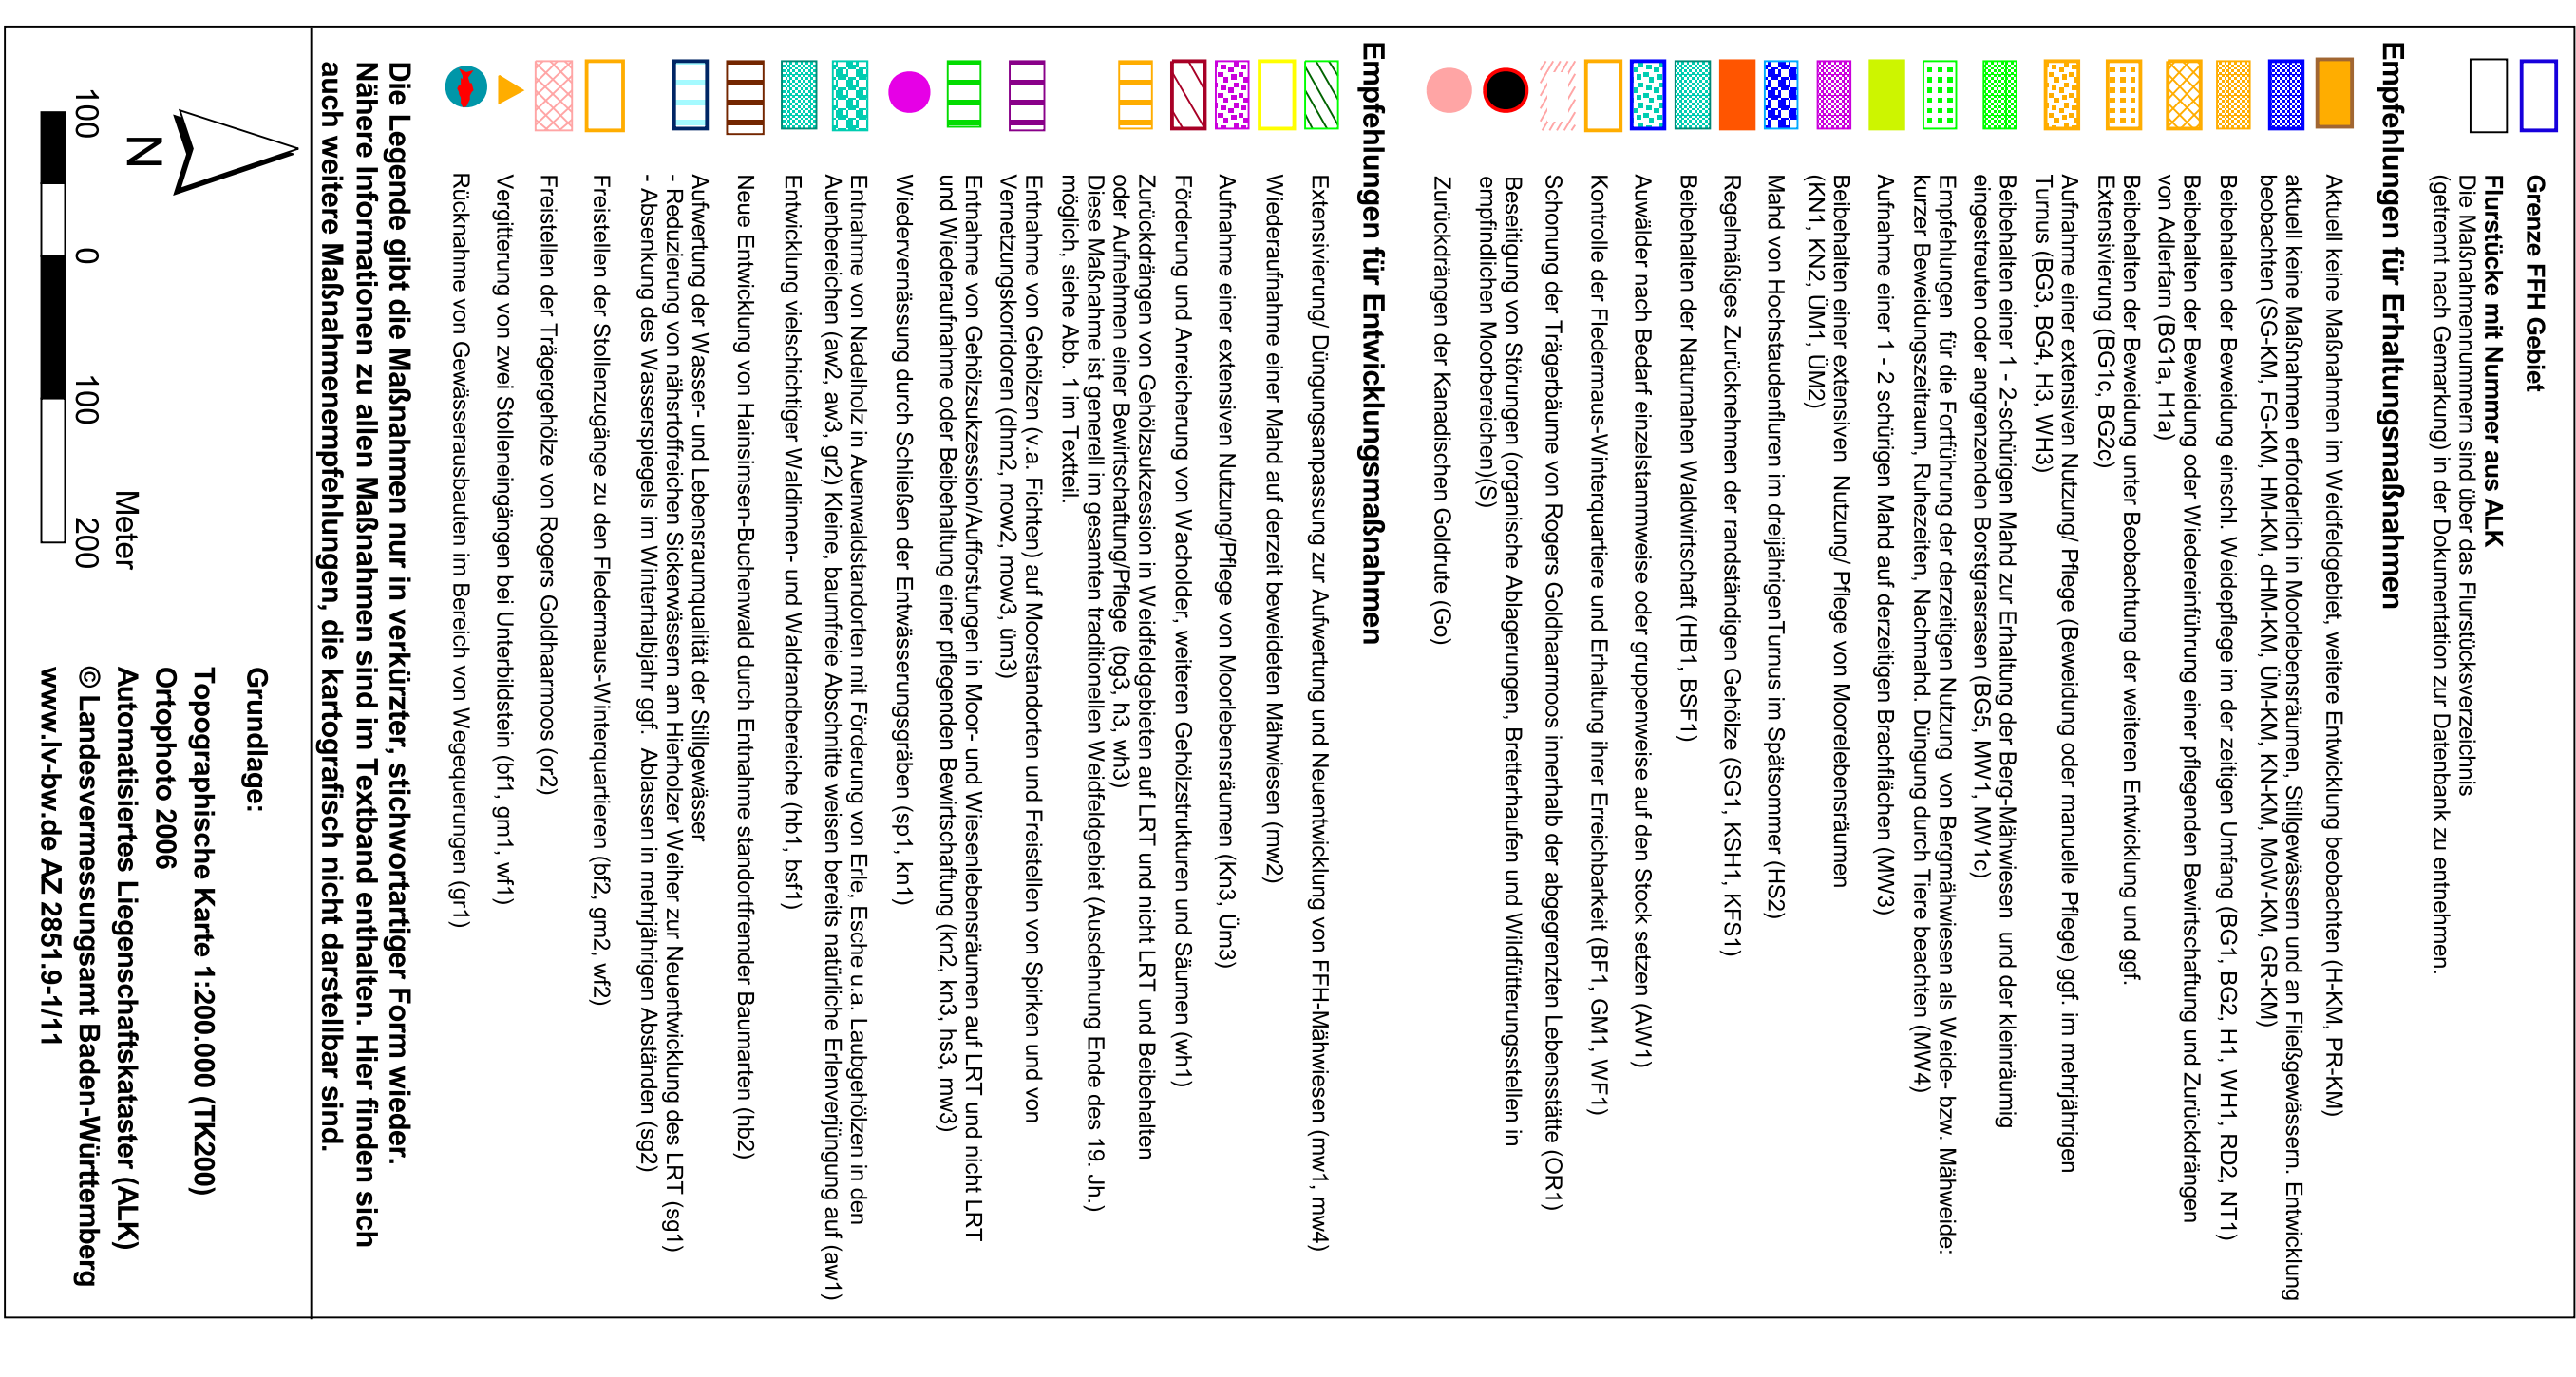 Grenze FFH Gebiet
Flurstücke mit Nummer aus ALK
Die Maßnahmennummern sind über das Flurstücksverzeichnis
(getrennt nach Gemarkung) in der Dokumentation zur Datenbank zu entnehmen.
Empfehlungen für Erhaltungsmaßnahmen
Aktuell keine Maßnahmen im Weidfeldgebiet, weitere Entwicklung beobachten (H-KM, PR-KM)
aktuell keine Maßnahmen erforderlich in Moorlebensräumen, Stillgewässern und an Fließgewässern. Entwicklung
beobachten (SG-KM, FG-KM, HM-KM, dHM-KM, ÜM-KM, KN-KM, MoW-KM, GR-KM)
Beibehalten der Beweidung einschl. Weidepflege im der zeitigen Umfang (BG1, BG2, H1, WH1, RD2, NT1)
Beibehalten der Beweidung oder Wiedereinführung einer pflegenden Bewirtschaftung und Zurückdrängen
von Adlerfarn (BG1a, H1a)
Beibehalten der Beweidung unter Beobachtung der weiteren Entwicklung und ggf.
Extensivierung (BG1c, BG2c)
Aufnahme einer extensiven Nutzung/ Pflege (Beweidung oder manuelle Pflege) ggf. im mehrjährigen
Turnus (BG3, BG4, H3, WH3)
Beibehalten einer 1 - 2-schürigen Mahd zur Erhaltung der Berg-Mähwiesen und der kleinräumig
eingestreuten oder angrenzenden Borstgrasrasen (BG5, MW1, MW1c)
Empfehlungen für die Fortführung der derzeitigen Nutzung von Bergmähwiesen als Weide- bzw. Mähweide:
kurzer Beweidungszeitraum, Ruhezeiten, Nachmahd. Düngung durch Tiere beachten (MW4)
Aufnahme einer 1 - 2 schürigen Mahd auf derzeitigen Brachflächen (MW3)
Beibehalten einer extensiven Nutzung/ Pflege von Moorelebensräumen
(KN1, KN2, ÜM1, ÜM2)
Mahd von Hochstaudenfluren im dreijährigenTurnus im Spätsommer (HS2)
Regelmäßiges Zurücknehmen der randständigen Gehölze (SG1, KSH1, KFS1)
Beibehalten der Naturnahen Waldwirtschaft (HB1, BSF1)
Auwälder nach Bedarf einzelstammweise oder gruppenweise auf den Stock setzen (AW1)
Kontrolle der Fledermaus-Winterquartiere und Erhaltung ihrer Erreichbarkeit (BF1, GM1, WF1)
Schonung der Trägerbäume von Rogers Goldhaarmoos innerhalb der abgegrenzten Lebensstätte (OR1)
Beseitigung von Störungen (organische Ablagerungen, Bretterhaufen und Wildfütterungsstellen in
empfindlichen Moorbereichen)(S)
Zurückdrängen der Kanadischen Goldrute (Go)
Empfehlungen für Entwicklungsmaßnahmen
Extensivierung/ Düngungsanpassung zur Aufwertung und Neuentwicklung von FFH-Mähwiesen (mw1, mw4)
Wiederaufnahme einer Mahd auf derzeit beweideten Mähwiesen (mw2)
Aufnahme einer extensiven Nutzung/Pflege von Moorlebensräumen (Kn3, Üm3)
Förderung und Anreicherung von Wacholder, weiteren Gehölzstrukturen und Säumen (wh1)
Zurückdrängen von Gehölzsukzession in Weidfeldgebieten auf LRT und nicht LRT und Beibehalten
oder Aufnehmen einer Bewirtschaftung/Pflege (bg3, h3, wh3)
Diese Maßnahme ist generell im gesamten traditionellen Weidfeldgebiet (Ausdehnung Ende des 19. Jh.)
möglich, siehe Abb. 1 im Textteil.
Entnahme von Gehölzen (v.a. Fichten) auf Moorstandorten und Freistellen von Spirken und von
Vernetzungskorridoren (dhm2, mow2, mow3, üm3)
Entnahme von Gehölzsukzession/Aufforstungen in Moor- und Wiesenlebensräumen auf LRT und nicht LRT
und Wiederaufnahme oder Beibehaltung einer pflegenden Bewirtschaftung (kn2, kn3, hs3, mw3)
Wiedervernässung durch Schließen der Entwässerungsgräben (sp1, kn1)
Entnahme von Nadelholz in Auenwaldstandorten mit Förderung von Erle, Esche u.a. Laubgehölzen in den
Auenbereichen (aw2, aw3, gr2) Kleine, baumfreie Abschnitte weisen bereits natürliche Erlenverjüngung auf (aw1)
Entwicklung vielschichtiger Waldinnen- und Waldrandbereiche (hb1, bsf1)
Neue Entwicklung von Hainsimsen-Buchenwald durch Entnahme standortfremder Baumarten (hb2)
Aufwertung der Wasser- und Lebensraumqualität der Stillgewässer
- Reduzierung von nähsrtoffreichen Sickerwässern am Hierholzer Weiher zur Neuentwicklung des LRT (sg1)
- Absenkung des Wasserspiegels im Winterhalbjahr ggf. Ablassen in mehrjährigen Abständen (sg2)
Freistellen der Stollenzugänge zu den Fledermaus-Winterquartieren (bf2, gm2, wf2)
Freistellen der Trägergehölze von Rogers Goldhaarmoos (or2)
Vergitterung von zwei Stolleneingängen bei Unterbildstein (bf1, gm1, wf1)
Rücknahme von Gewässerausbauten im Bereich von Wegequerungen (gr1)
Die Legende gibt die Maßnahmen nur in verkürzter, stichwortartiger Form wieder.
Nähere Informationen zu allen Maßnahmen sind im Textband enthalten. Hier finden sich
auch weitere Maßnahmenempfehlungen, die kartografisch nicht darstellbar sind.
N
Meter
100 0 100 200
Grundlage:
Topographische Karte 1:200.000 (TK200)
Ortophoto 2006
Automatisiertes Liegenschaftskataster (ALK)
© Landesvermessungsamt Baden-Württemberg
www.lv-bw.de AZ 2851.9-1/11